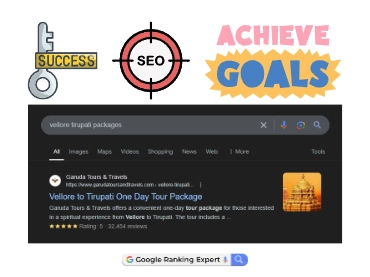 SUCCESS
SEO
ACHIEVE
GOALS
vellore tirupali packages
All Images Maps Videos Shopping News Web More Tools
Garuda Tours & Travels
https://www.garudatoursandtravels.com › vellore-tirupati...
Vellore to Tirupati One Day Tour Package
Garuda Tours & Travels offers a convenient one-day tour package for those interested
in a spiritual experience from Vellore to Tirupati. The tour includes a ...
Rating: 5 · 32,454 reviews
Google Ranking Expert